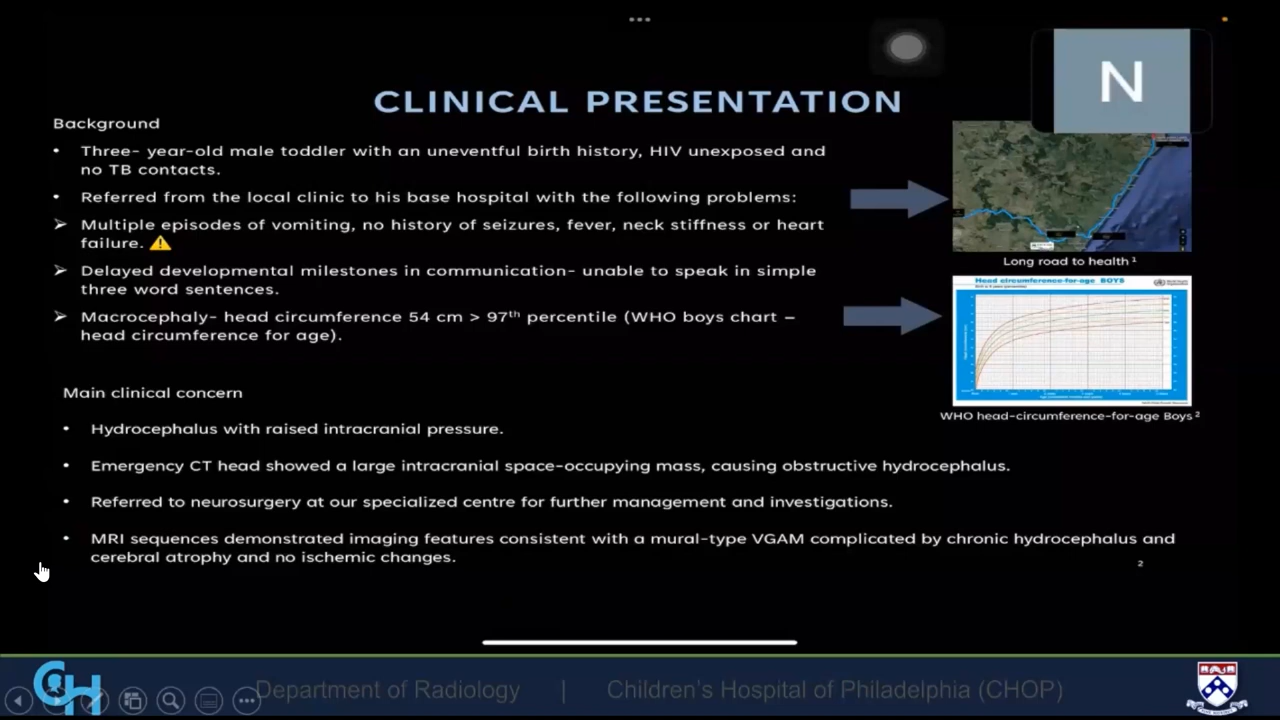 CLINICAL PRESENTATION
N
Background
• Three- year-old male toddler with an uneventful birth history, HIV unexposed and
no TB contacts.
• Referred from the local clinic to his base hospital with the following problems:
➢ Multiple episodes of vomiting, no history of seizures, fever, neck stiffness or heart
failure. ⚠
➢ Delayed developmental milestones in communication- unable to speak in simple
three word sentences.
➢ Macrocephaly- head circumference 54 cm > 97th percentile (WHO boys chart –
head circumference for age).
Long road to health 1
Head circumference-for-age BOYS
WHO head-circumference-for-age Boys 2
Main clinical concern
• Hydrocephalus with raised intracranial pressure.
• Emergency CT head showed a large intracranial space-occupying mass, causing obstructive hydrocephalus.
• Referred to neurosurgery at our specialized centre for further management and investigations.
• MRI sequences demonstrated imaging features consistent with a mural-type VGAM complicated by chronic hydrocephalus and
cerebral atrophy and no ischemic changes.
2
Department of Radiology | Children's Hospital of Philadelphia (CHOP)